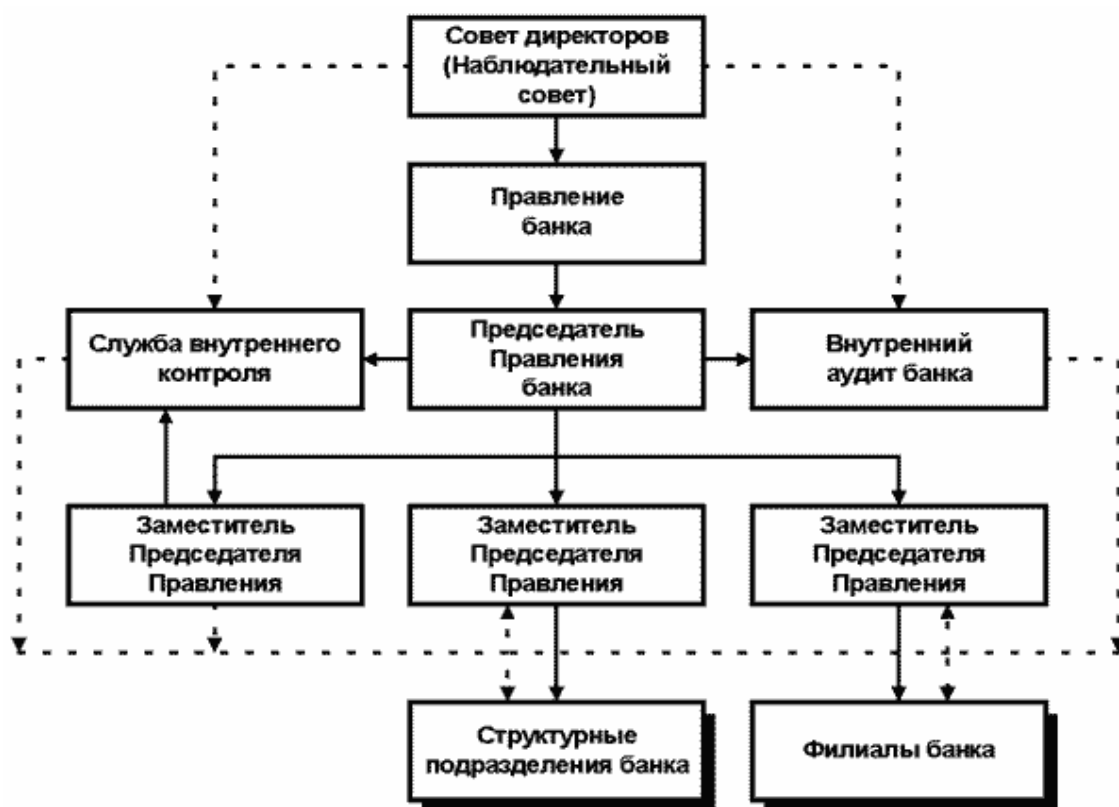 Совет директоров
(Наблюдательный
совет)
Правление
банка
Служба внутреннего
контроля
Председатель
Правления
банка
Внутренний
аудит банка
Заместитель
Председателя
Правления
Заместитель
Председателя
Правления
Заместитель
Председателя
Правления
Структурные
подразделения банка
Филиалы банка